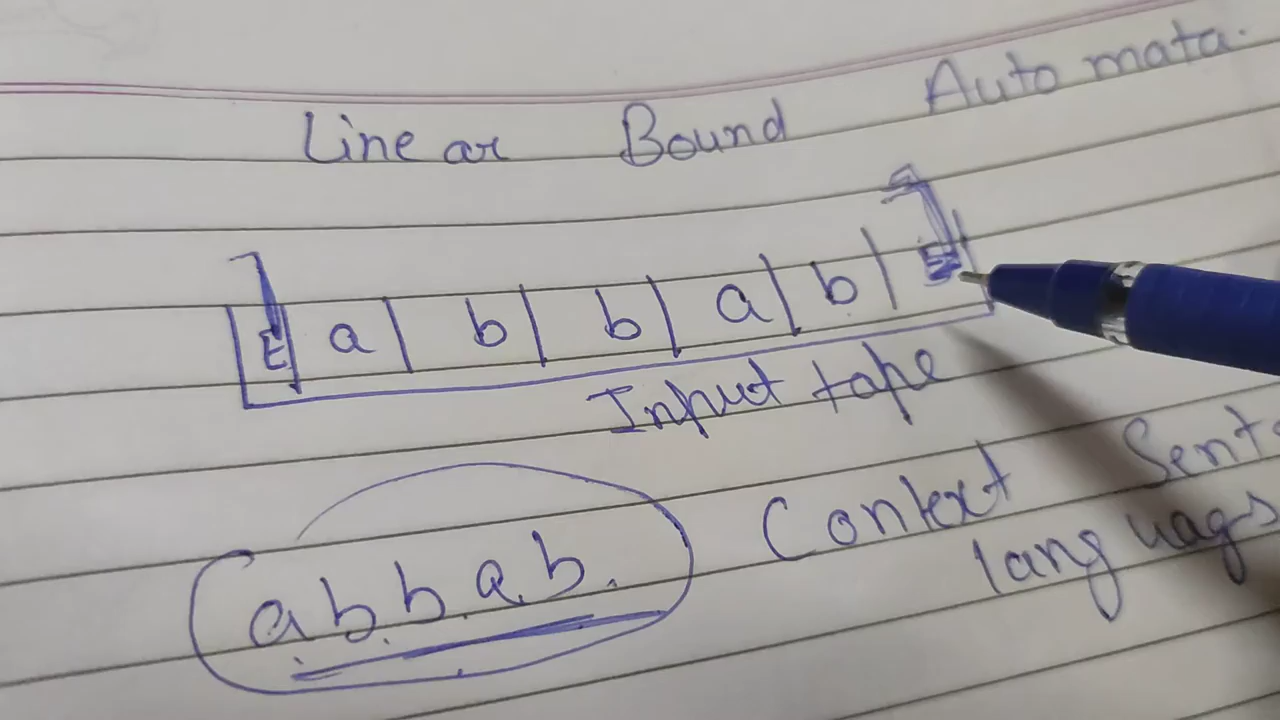 Linear Bound Automata.
E a b b a b
Input tape
Context
languages
abbab.